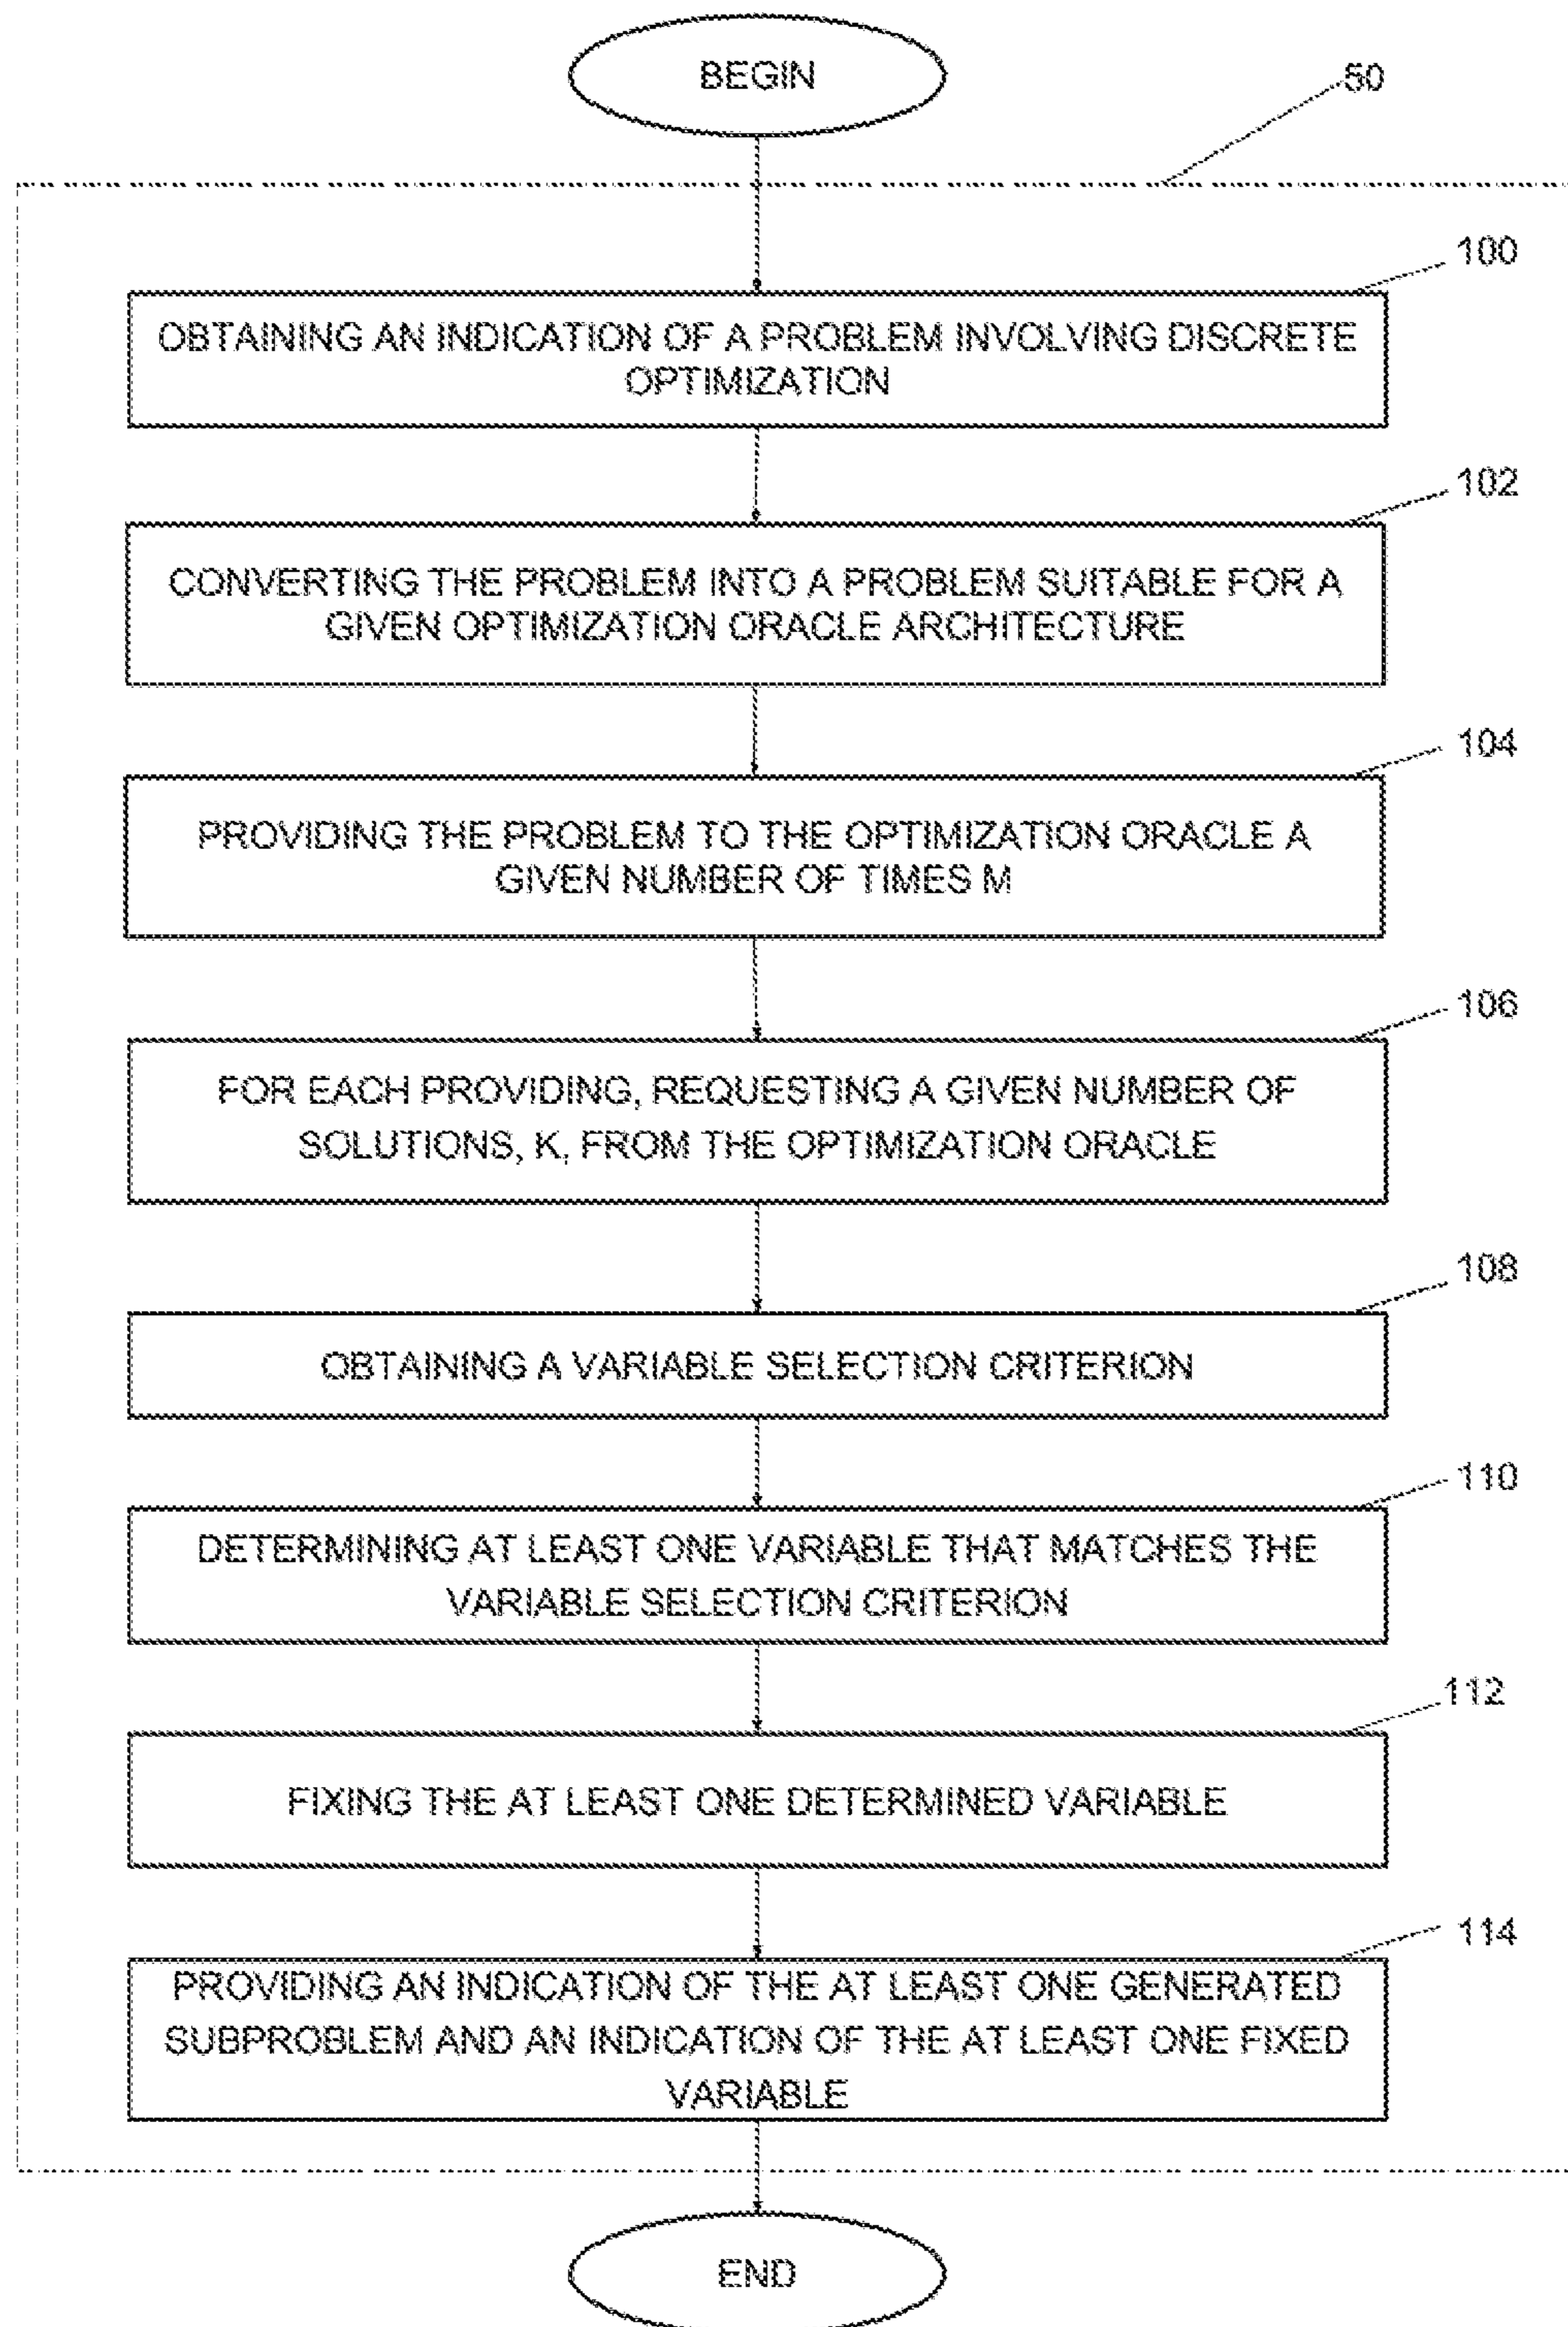 BEGIN
50
100
OBTAINING AN INDICATION OF A PROBLEM INVOLVING DISCRETE
OPTIMIZATION
102
CONVERTING THE PROBLEM INTO A PROBLEM SUITABLE FOR A
GIVEN OPTIMIZATION ORACLE ARCHITECTURE
104
PROVIDING THE PROBLEM TO THE OPTIMIZATION ORACLE A
GIVEN NUMBER OF TIMES M
106
FOR EACH PROVIDING, REQUESTING A GIVEN NUMBER OF
SOLUTIONS, K, FROM THE OPTIMIZATION ORACLE
108
OBTAINING A VARIABLE SELECTION CRITERION
110
DETERMINING AT LEAST ONE VARIABLE THAT MATCHES THE
VARIABLE SELECTION CRITERION
112
FIXING THE AT LEAST ONE DETERMINED VARIABLE
114
PROVIDING AN INDICATION OF THE AT LEAST ONE GENERATED
SUBPROBLEM AND AN INDICATION OF THE AT LEAST ONE FIXED
VARIABLE
END